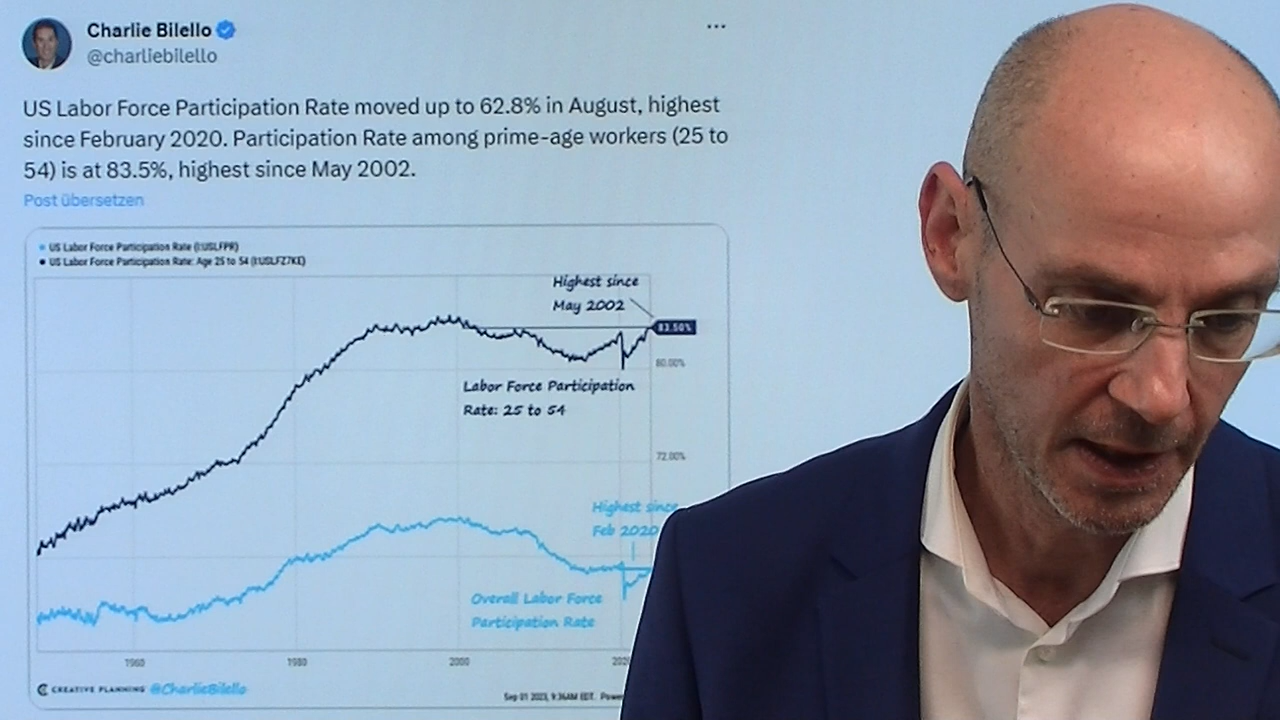 Charlie Bilello
@charliebilello
US Labor Force Participation Rate moved up to 62.8% in August, highest
since February 2020. Participation Rate among prime-age workers (25 to
54) is at 83.5%, highest since May 2002.
Post übersetzen
US Labor Force Participation Rate (I:USLFPR)
US Labor Force Participation Rate: Age 25 to 54 (I:USLFZ7KE)
Highest since
May 2002
83.50%
80.00%
Labor Force Participation
Rate: 25 to 54
72.00%
Highest since
Feb 2020
Overall Labor Force
Participation Rate
1960 1980 2000
CREATIVE PLANNING @CharlieBilello
Sep 01 2023, 9:36AM EDT.